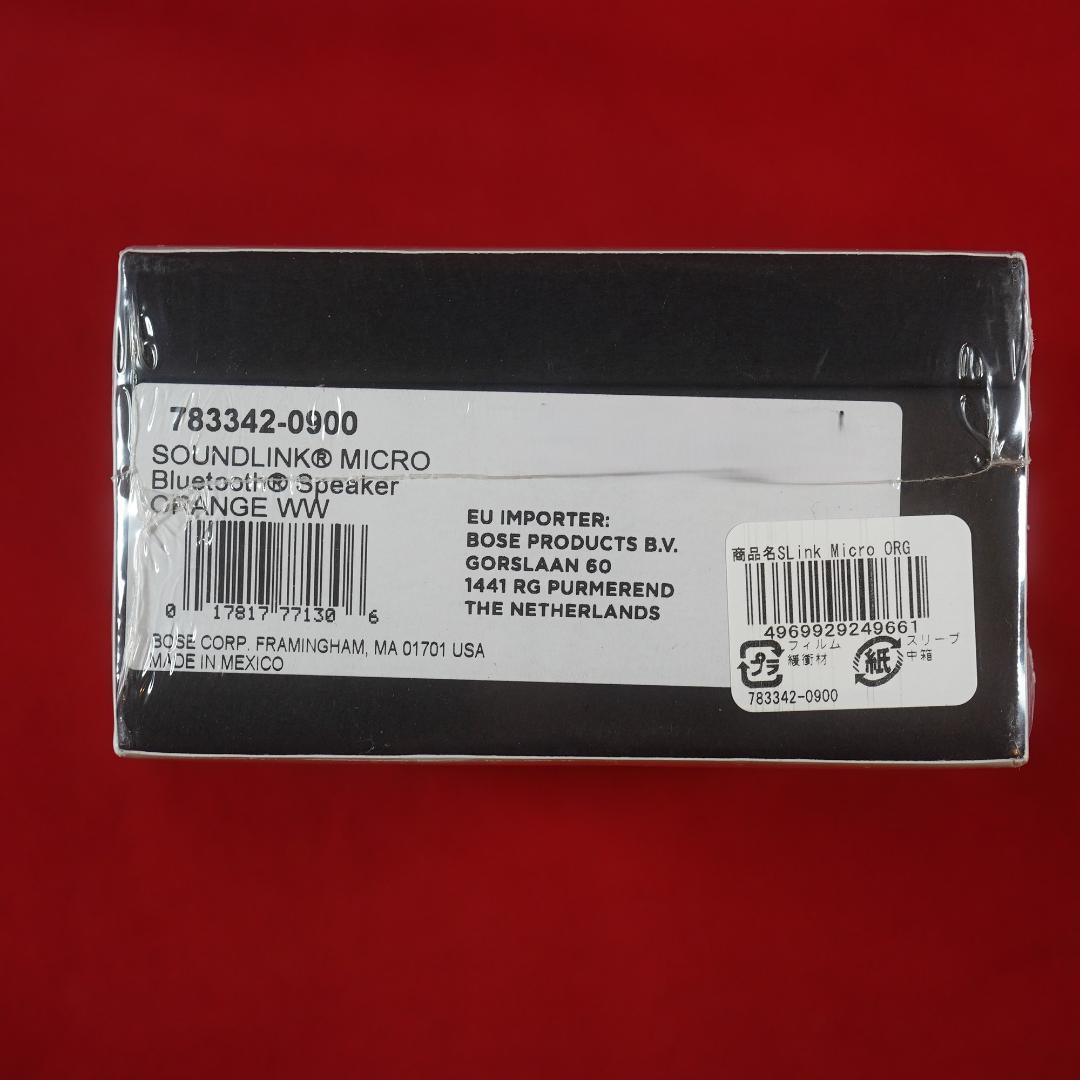 783342-0900
SOUNDLINK® MICRO
Bluetooth® Speaker
ORANGE WW
0 17817 77130 6
BOSE CORP. FRAMINGHAM, MA 01701 USA
MADE IN MEXICO
EU IMPORTER:
BOSE PRODUCTS B.V.
GORSLAAN 60
1441 RG PURMEREND
THE NETHERLANDS
商品名SLink Micro ORG
4969929249661
プラ
フィルム
緩衝材
紙
スリーブ
中箱
783342-0900